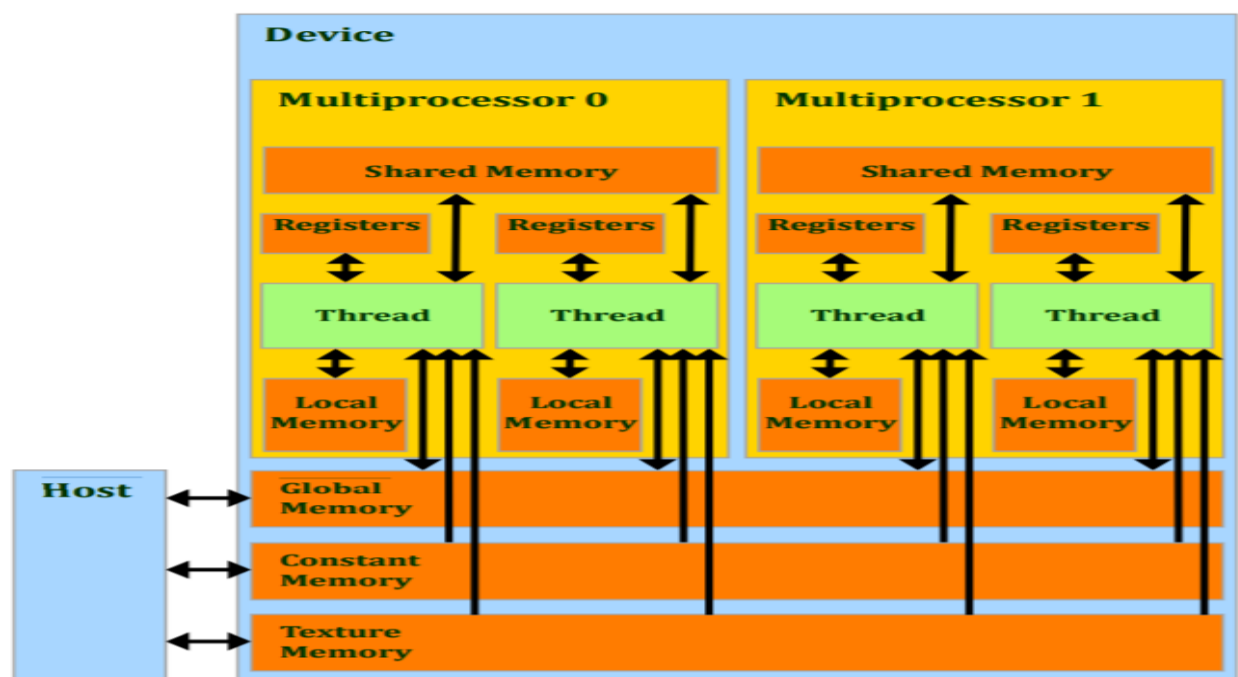 Device
Multiprocessor 0
Multiprocessor 1
Shared Memory
Shared Memory
Registers
Registers
Registers
Registers
Thread
Thread
Thread
Thread
Local
Memory
Local
Memory
Local
Memory
Local
Memory
Host
Global
Memory
Constant
Memory
Texture
Memory